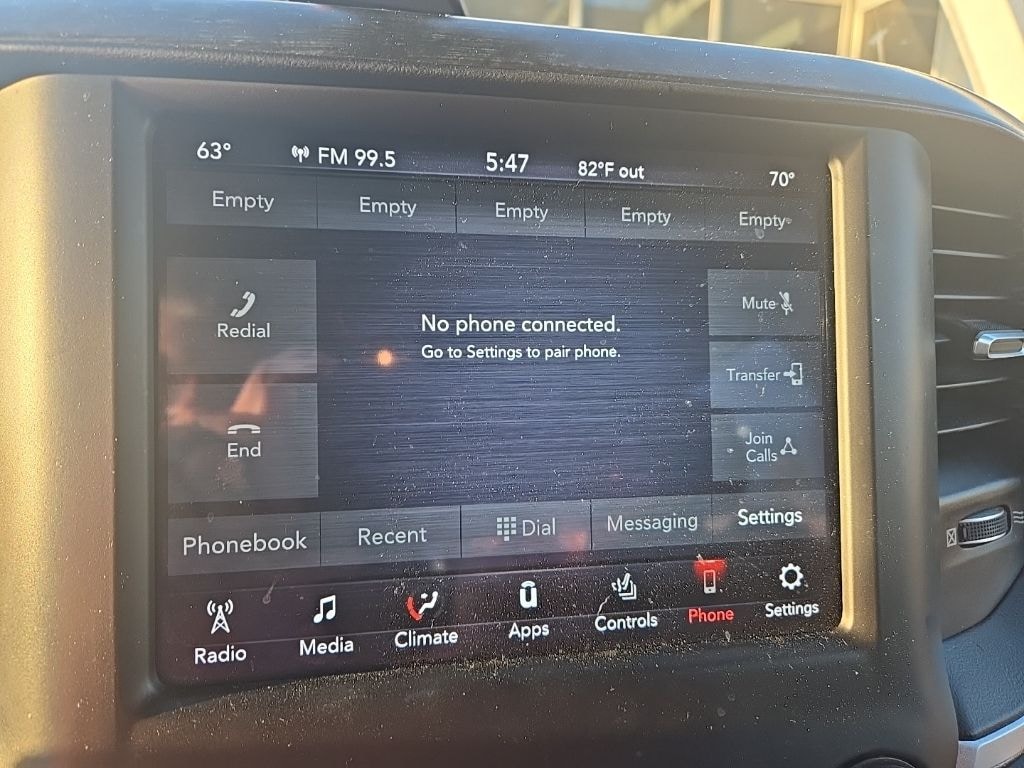 63° FM 99.5 5:47 82°F out 70°
Empty Empty Empty Empty Empty
Redial
No phone connected.
Go to Settings to pair phone.
Mute
Transfer
End
Join
Calls
Phonebook Recent Dial Messaging Settings
Radio Media Climate Apps Controls Phone Settings